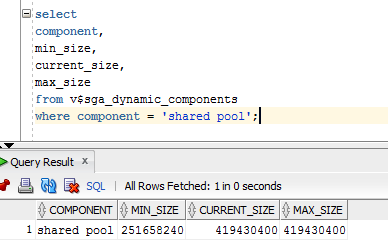 select
component,
min_size,
current_size,
max_size
from v$sga_dynamic_components
where component = 'shared pool';
Query Result x
SQL | All Rows Fetched: 1 in 0 seconds
COMPONENT MIN_SIZE CURRENT_SIZE MAX_SIZE
1 shared pool 251658240 419430400 419430400